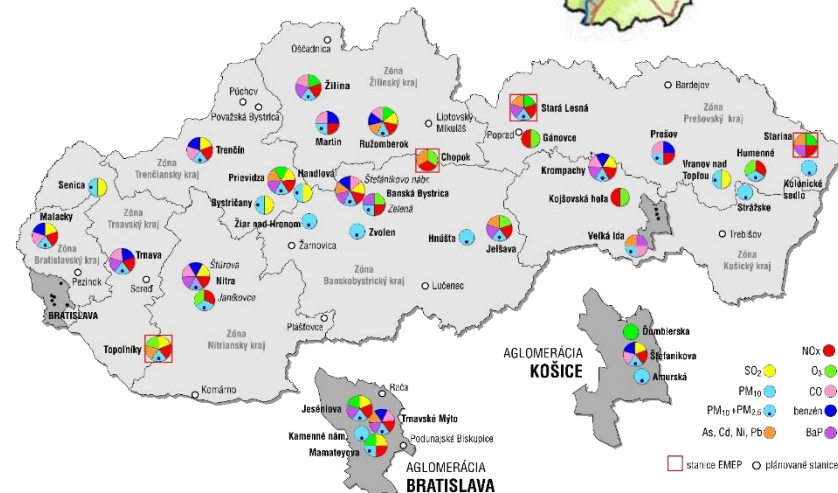 Oščadnica
Zóna
Žilinský kraj
Žilina
Púchov
Považská Bystrica
Martin
Ružomberok
Liptovský
Mikuláš
Stará Lesná
Poprad
Gánovce
Bardejov
Zóna
Prešovský kraj
Prešov
Starina
Humenné
Vranov nad
Topľou
Kolónické
sedlo
Strážske
Trenčín
Zóna
Trenčiansky kraj
Prievidza
Handlová
Bystričany
Chopok
Štefánikovo nábr.
Banská Bystrica
Zelená
Žiar nad Hronom
Zvolen
Žarnovica
Hnúšťa
Jelšava
Krompachy
Kojšovská hoľa
Veľká Ida
Trebišov
Zóna
Košický kraj
Senica
Malacky
Zóna
Trnavský kraj
Zóna
Bratislavský kraj
Pezinok
Trnava
Sereď
BRATISLAVA
Štúrova
Nitra
Janíkovce
Zóna
Nitriansky kraj
Zóna
Banskobystrický kraj
Lučenec
Plášťovce
Topoľníky
Komárno
AGLOMERÁCIA
BRATISLAVA
Rača
Jeséniova
Trnavské Mýto
Kamenné nám.
Mamateyova
Podunajské Biskupice
AGLOMERÁCIA
KOŠICE
Ďumbierska
Štefánikova
Amurská
SO2
PM10
PM10+PM2,5
As, Cd, Ni, Pb
NOx
O3
CO
benzén
BaP
stanice EMEP
plánované stanice